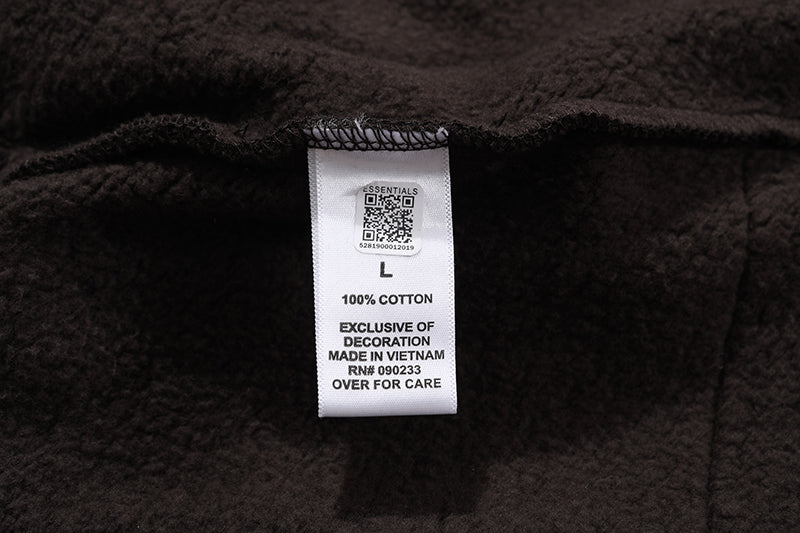 ESSENTIALS
5281900012019
L
100% COTTON
EXCLUSIVE OF
DECORATION
MADE IN VIETNAM
RN# 090233
OVER FOR CARE